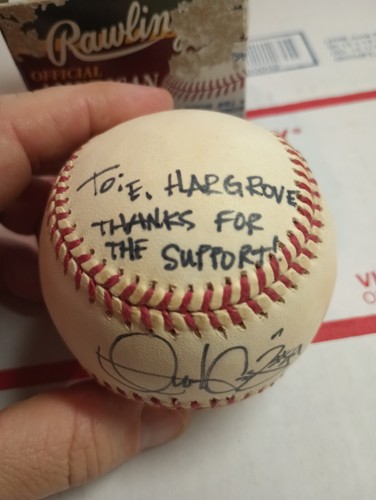 Rawlin
OFFICIAL
To: E. HARGROVE
THANKS FOR
THE SUPPORT!